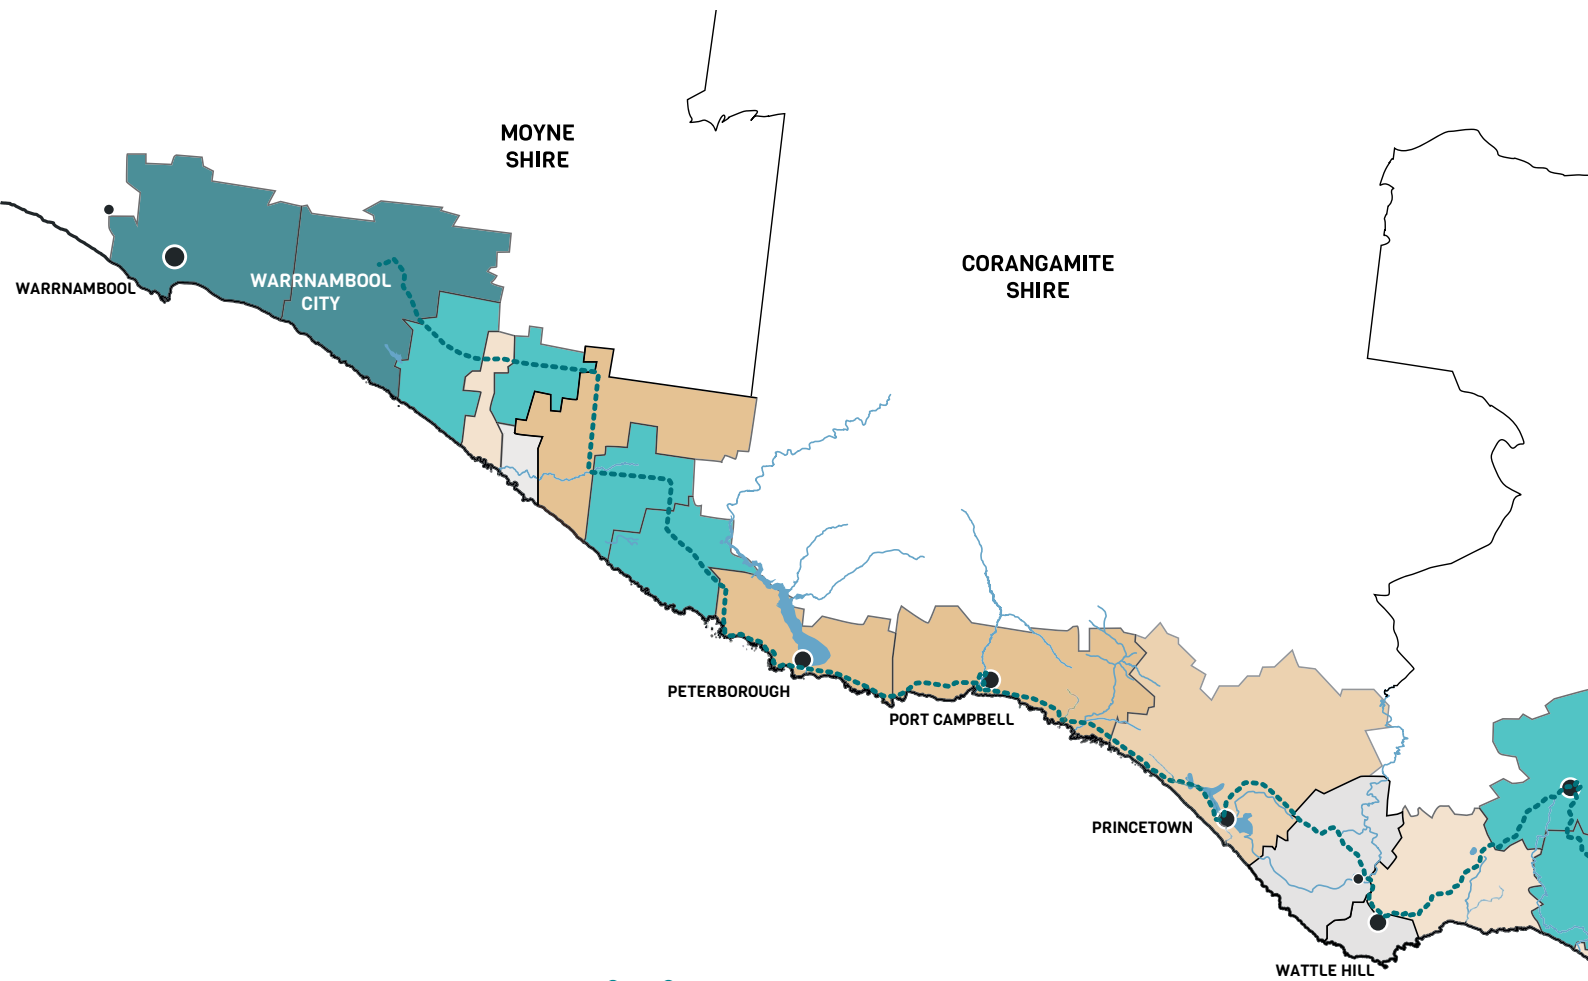 MOYNE
SHIRE
CORANGAMITE
SHIRE
WARRNAMBOOL
WARRNAMBOOL
CITY
PETERBOROUGH
PORT CAMPBELL
PRINCETOWN
WATTLE HILL